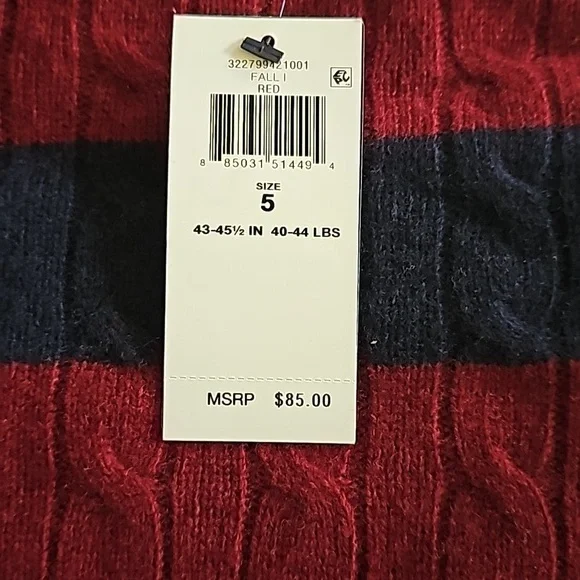 322799421001
FALL I
RED
8 85031 51449 4
SIZE
5
43-45½ IN 40-44 LBS
MSRP $85.00